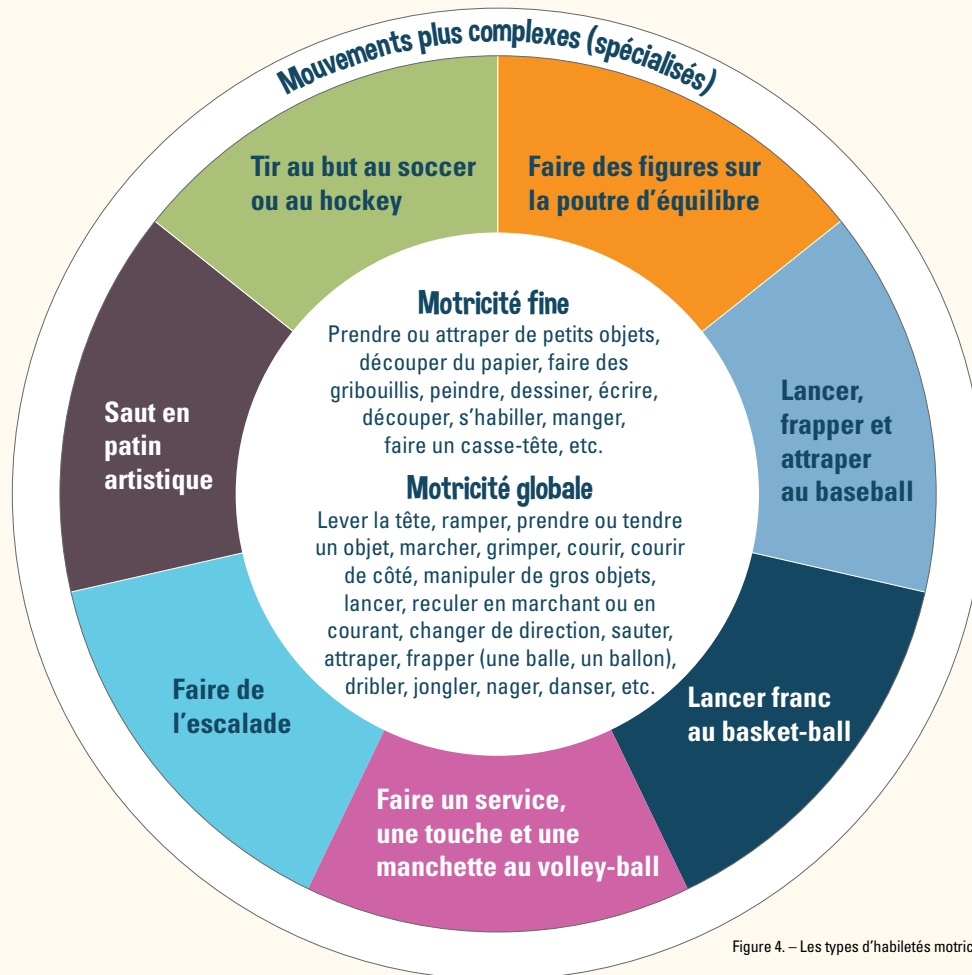 Mouvements plus complexes (spécialisés)
Tir au but au soccer
ou au hockey
Faire des figures sur
la poutre d'équilibre
Motricité fine
Prendre ou attraper de petits objets,
découper du papier, faire des
gribouillis, peindre, dessiner, écrire,
découper, s'habiller, manger,
faire un casse-tête, etc.
Motricité globale
Lever la tête, ramper, prendre ou tendre
un objet, marcher, grimper, courir, courir
de côté, manipuler de gros objets,
lancer, reculer en marchant ou en
courant, changer de direction, sauter,
attraper, frapper (une balle, un ballon),
dribler, jongler, nager, danser, etc.
Saut en
patin
artistique
Lancer,
frapper et
attraper
au baseball
Faire de
l'escalade
Lancer franc
au basket-ball
Faire un service,
une touche et une
manchette au volley-ball
Figure 4. – Les types d'habiletés